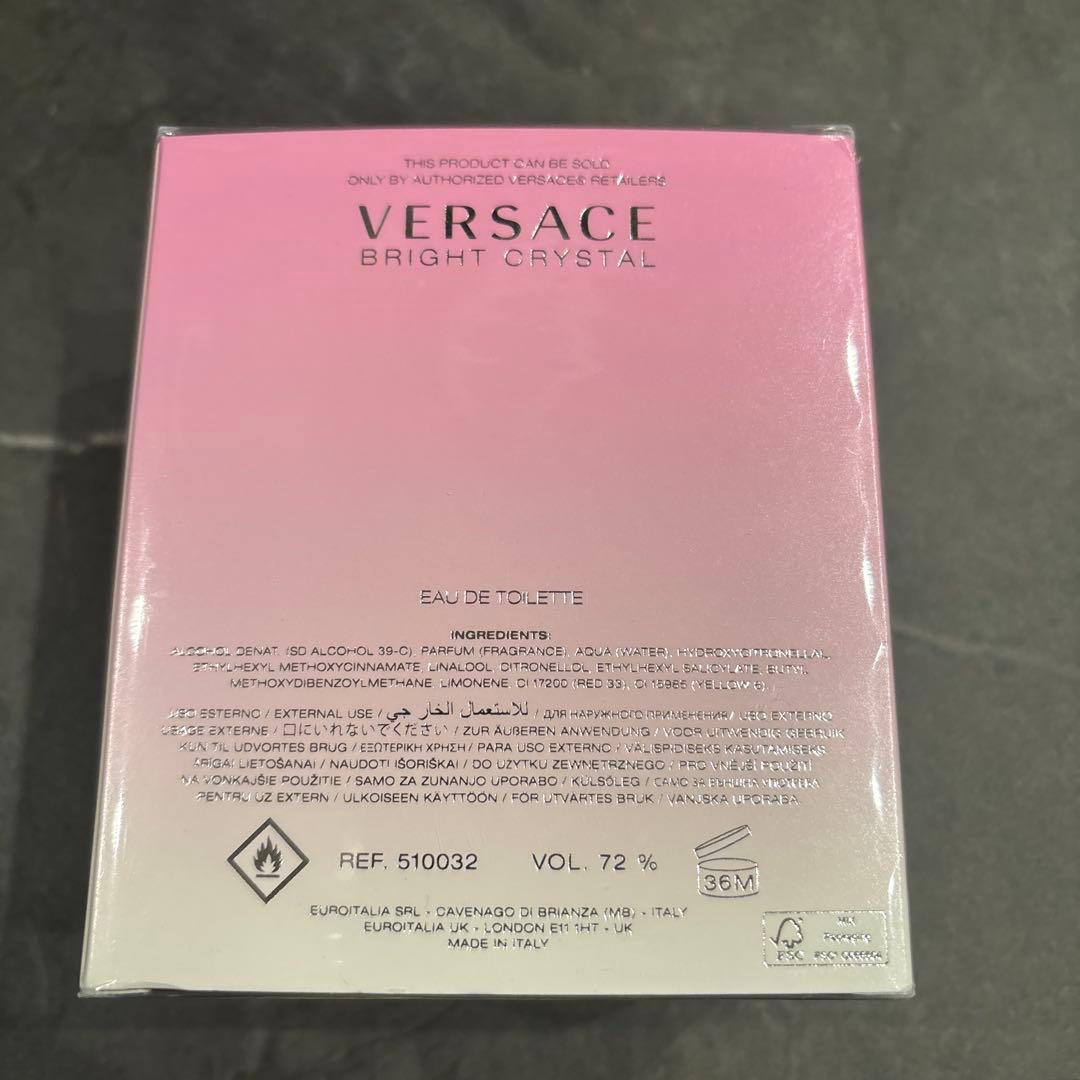 THIS PRODUCT CAN BE SOLD
ONLY BY AUTHORIZED VERSACE® RETAILERS
VERSACE
BRIGHT CRYSTAL
EAU DE TOILETTE
INGREDIENTS:
ALCOHOL DENAT. (SD ALCOHOL 39-C), PARFUM (FRAGRANCE), AQUA (WATER), HYDROXYCITRONELLAL,
ETHYLHEXYL METHOXYCINNAMATE, LINALOOL, CITRONELLOL, ETHYLHEXYL SALICYLATE, BUTYL
METHOXYDIBENZOYLMETHANE, LIMONENE, CI 17200 (RED 33), CI 15985 (YELLOW 6).
USO ESTERNO / EXTERNAL USE / للاستعمال الخارجي / ДЛЯ НАРУЖНОГО ПРИМЕНЕНИЯ / USO EXTERNO
USAGE EXTERNE / 口にいれないでください / ZUR ÄUßEREN ANWENDUNG / VOOR UITWENDIG GEBRUIK
KUN TIL UDVORTES BRUG / ΕΞΩΤΕΡΙΚΗ ΧΡΗΣΗ / PARA USO EXTERNO / VÄLISPIDISEKS KASUTAMISEKS
ĀRĪGAI LIETOŠANAI / NAUDOTI IŠORIŠKAI / DO UŻYTKU ZEWNĘTRZNEGO / PRO VNĚJŠÍ POUŽITÍ
NA VONKAJŠIE POUŽITIE / SAMO ZA ZUNANJO UPORABO / KÜLSŐLEG / САМО ЗА ВЪНШНА УПОТРЕБА
PENTRU UZ EXTERN / ULKOISEEN KÄYTTÖÖN / FÖR UTVÄRTES BRUK / VANJSKA UPORABA.
REF. 510032 VOL. 72 %
36M
EUROITALIA SRL - CAVENAGO DI BRIANZA (MB) - ITALY
EUROITALIA UK - LONDON E11 1HT - UK
MADE IN ITALY
MIX
Packaging
FSC